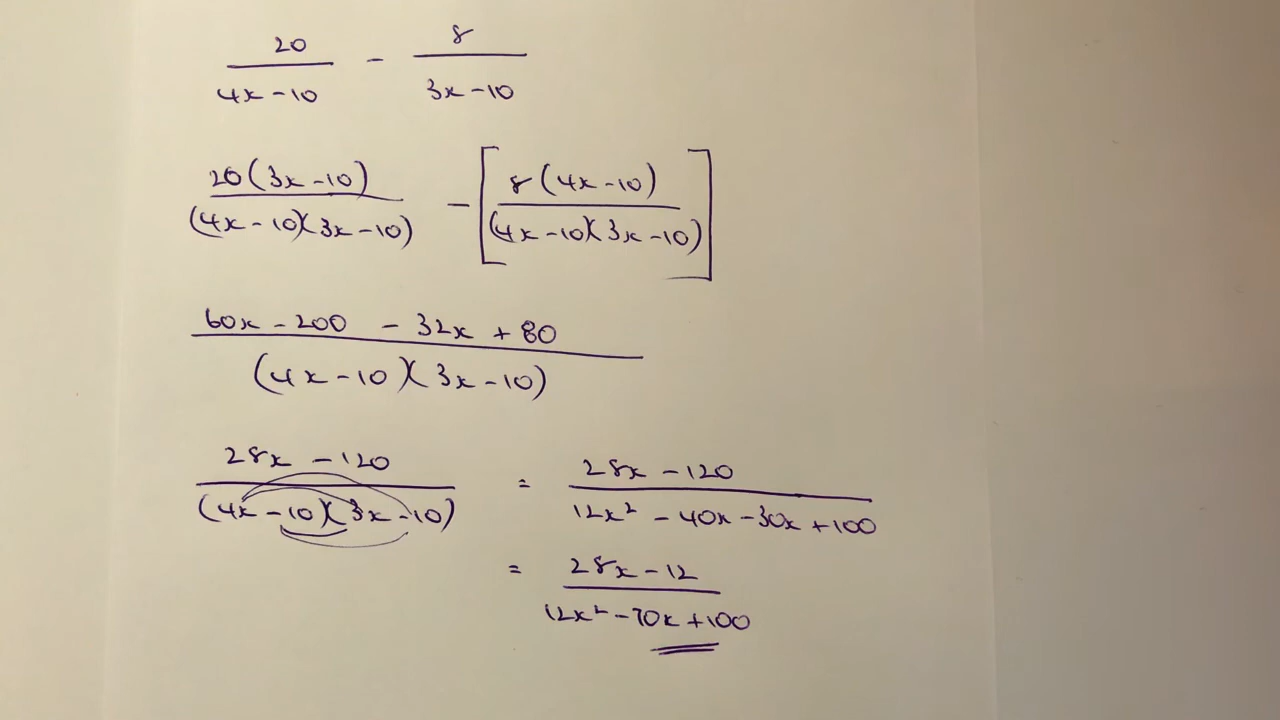 20/(4x-10) - 8/(3x-10)
20(3x-10)/((4x-10)(3x-10)) - [8(4x-10)/((4x-10)(3x-10))]
(60x-200 - 32x + 80)/((4x-10)(3x-10))
(28x-120)/((4x-10)(3x-10)) = (28x-120)/(12x²-40x-30x+100)
= (28x-12)/(12x²-70x+100)